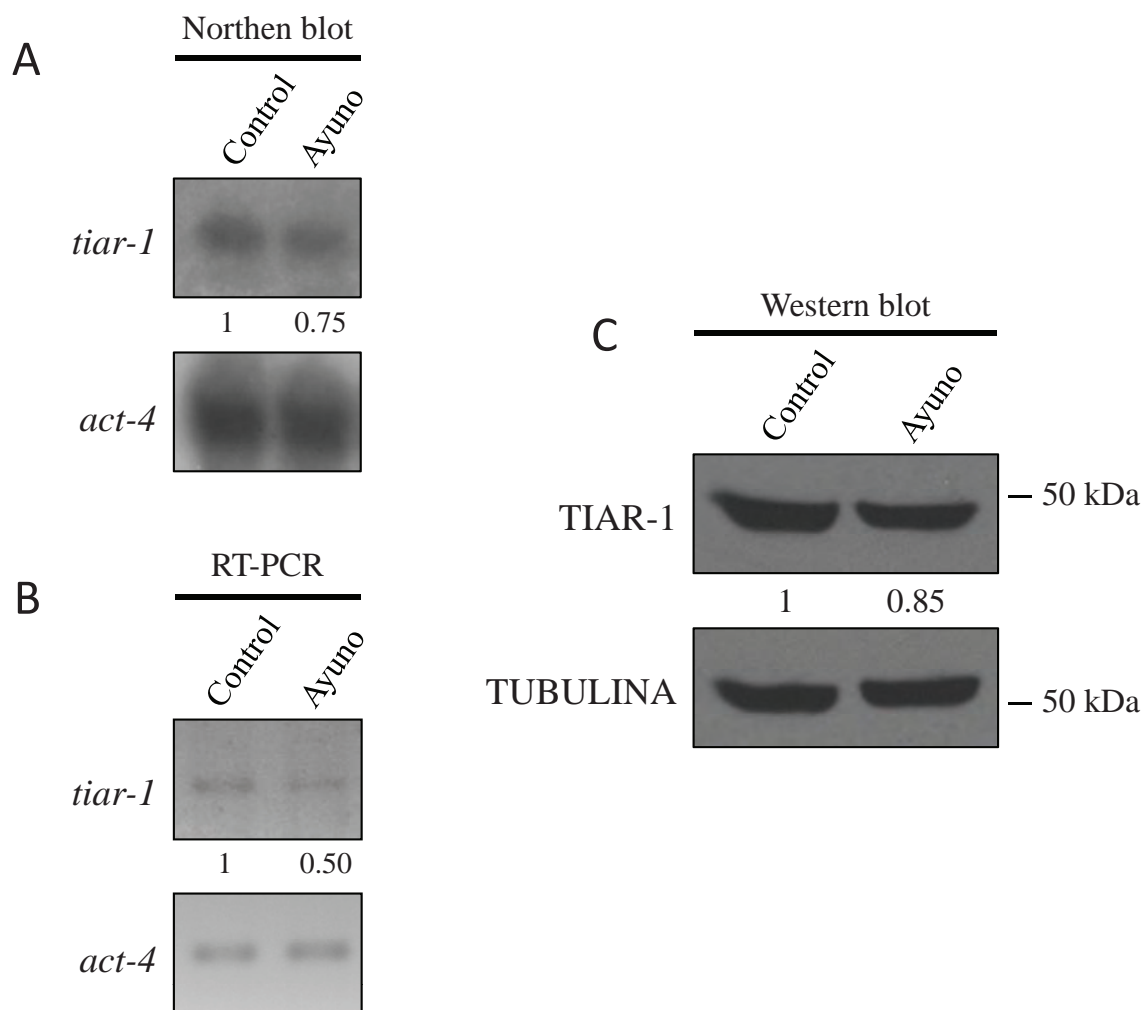 A
Northen blot
Control
Ayuno
tiar-1
1 0.75
act-4
B
RT-PCR
Control
Ayuno
tiar-1
1 0.50
act-4
C
Western blot
Control
Ayuno
TIAR-1
50 kDa
1 0.85
TUBULINA
50 kDa